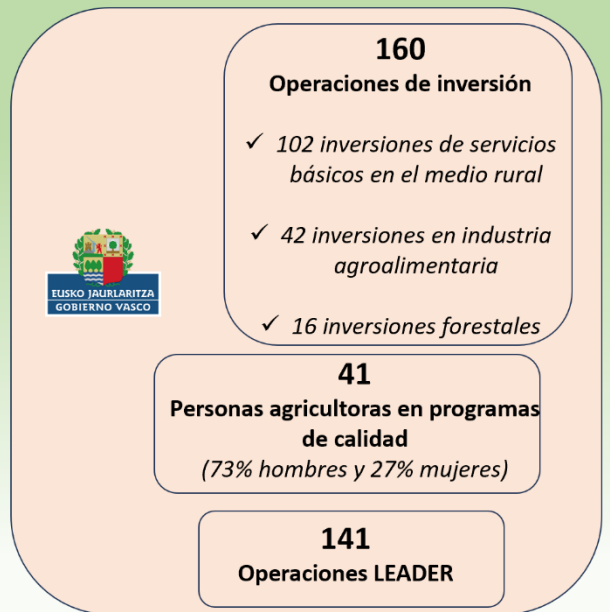 160
Operaciones de inversión
✓ 102 inversiones de servicios
básicos en el medio rural
✓ 42 inversiones en industria
agroalimentaria
✓ 16 inversiones forestales
EUSKO JAURLARITZA
GOBIERNO VASCO
41
Personas agricultoras en programas
de calidad
(73% hombres y 27% mujeres)
141
Operaciones LEADER